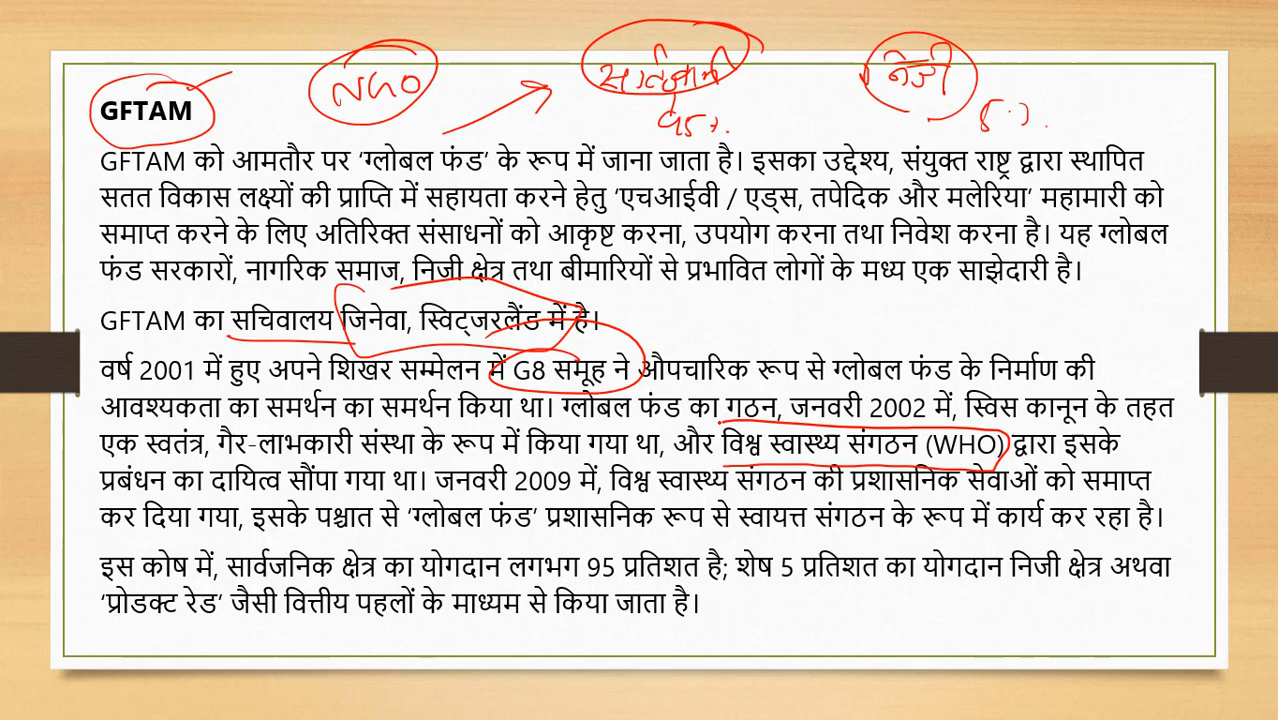 NGO
सार्वजनिक
निजी
95%.
5%.
GFTAM
GFTAM को आमतौर पर ‘ग्लोबल फंड’ के रूप में जाना जाता है। इसका उद्देश्य, संयुक्त राष्ट्र द्वारा स्थापित
सतत विकास लक्ष्यों की प्राप्ति में सहायता करने हेतु ‘एचआईवी / एड्स, तपेदिक और मलेरिया’ महामारी को
समाप्त करने के लिए अतिरिक्त संसाधनों को आकृष्ट करना, उपयोग करना तथा निवेश करना है। यह ग्लोबल
फंड सरकारों, नागरिक समाज, निजी क्षेत्र तथा बीमारियों से प्रभावित लोगों के मध्य एक साझेदारी है।
GFTAM का सचिवालय जिनेवा, स्विट्जरलैंड में है।
वर्ष 2001 में हुए अपने शिखर सम्मेलन में G8 समूह ने औपचारिक रूप से ग्लोबल फंड के निर्माण की
आवश्यकता का समर्थन का समर्थन किया था। ग्लोबल फंड का गठन, जनवरी 2002 में, स्विस कानून के तहत
एक स्वतंत्र, गैर-लाभकारी संस्था के रूप में किया गया था, और विश्व स्वास्थ्य संगठन (WHO) द्वारा इसके
प्रबंधन का दायित्व सौंपा गया था। जनवरी 2009 में, विश्व स्वास्थ्य संगठन की प्रशासनिक सेवाओं को समाप्त
कर दिया गया, इसके पश्चात से ‘ग्लोबल फंड’ प्रशासनिक रूप से स्वायत्त संगठन के रूप में कार्य कर रहा है।
इस कोष में, सार्वजनिक क्षेत्र का योगदान लगभग 95 प्रतिशत है; शेष 5 प्रतिशत का योगदान निजी क्षेत्र अथवा
‘प्रोडक्ट रेड’ जैसी वित्तीय पहलों के माध्यम से किया जाता है।